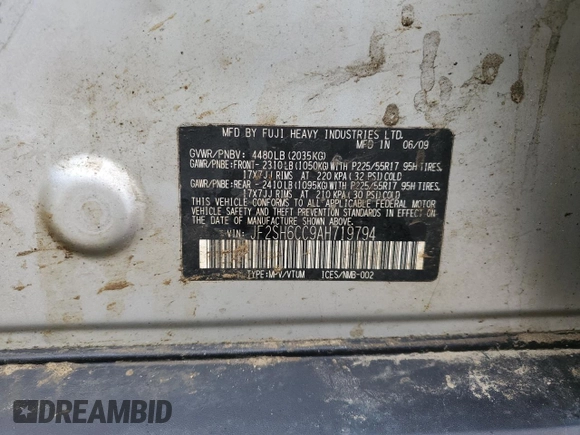 MFD BY FUJI HEAVY INDUSTRIES LTD.
MFD IN 06/09
GVWR/PNBV: 4480LB(2035KG)
GAWR/PNBE:FRONT-2310LB(1050KG)WITH P225/55R17 95H TIRES,
17X7JJ RIMS AT 220 KPA(32 PSI)COLD
GAWR/PNBE:REAR -2410LB(1095KG)WITH P225/55R17 95H TIRES,
17X7JJ RIMS AT 210 KPA(30 PSI)COLD
THIS VEHICLE CONFORMS TO ALL APPLICABLE FEDERAL MOTOR
VEHICLE SAFETY, BUMPER, AND THEFT PREVENTION STANDARDS IN EFFECT ON
THE DATE OF MANUFACTURE SHOWN ABOVE.
VIN: JF2SH6CC9AH719794
TYPE:M-V/VTUM ICES/NMB-002
DREAMBID